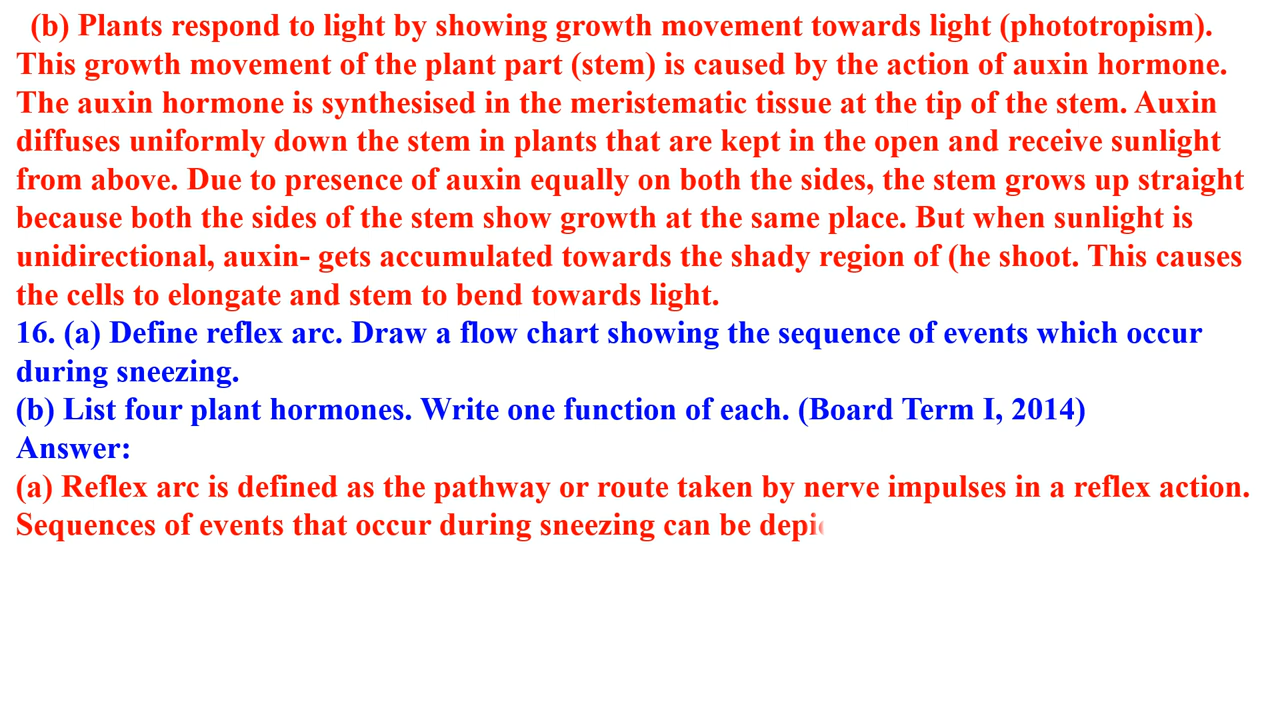 (b) Plants respond to light by showing growth movement towards light (phototropism).
This growth movement of the plant part (stem) is caused by the action of auxin hormone.
The auxin hormone is synthesised in the meristematic tissue at the tip of the stem. Auxin
diffuses uniformly down the stem in plants that are kept in the open and receive sunlight
from above. Due to presence of auxin equally on both the sides, the stem grows up straight
because both the sides of the stem show growth at the same place. But when sunlight is
unidirectional, auxin- gets accumulated towards the shady region of (he shoot. This causes
the cells to elongate and stem to bend towards light.
16. (a) Define reflex arc. Draw a flow chart showing the sequence of events which occur
during sneezing.
(b) List four plant hormones. Write one function of each. (Board Term I, 2014)
Answer:
(a) Reflex arc is defined as the pathway or route taken by nerve impulses in a reflex action.
Sequences of events that occur during sneezing can be